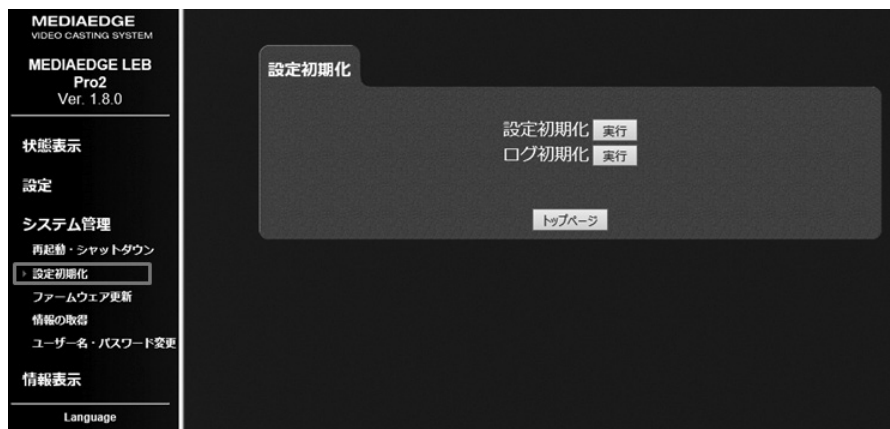 MEDIAEDGE
VIDEO CASTING SYSTEM
MEDIAEDGE LEB
Pro2
Ver. 1.8.0
状態表示
設定
システム管理
再起動・シャットダウン
設定初期化
ファームウェア更新
情報の取得
ユーザー名・パスワード変更
情報表示
Language
設定初期化
設定初期化 実行
ログ初期化 実行
トップページ